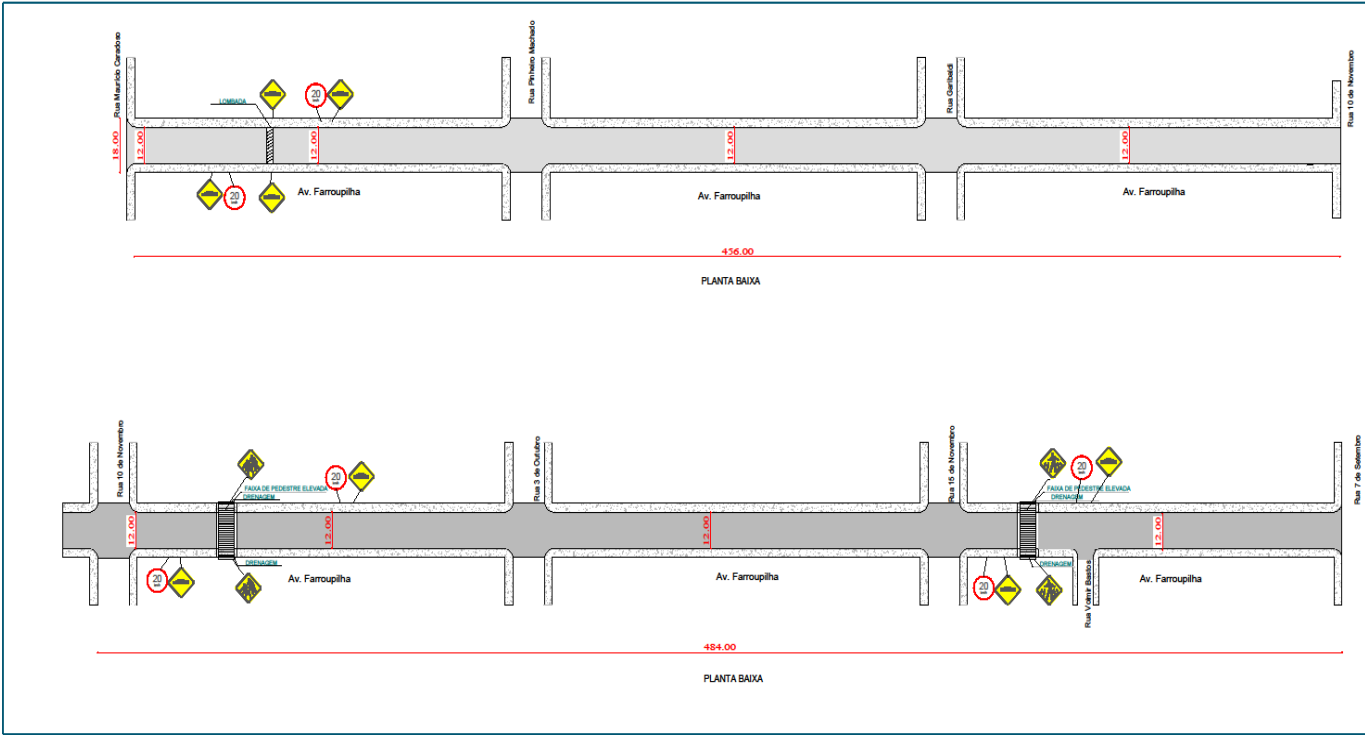 Rua Maurício Caradoso
Rua Pinheiro Machado
Rua Garibaldi
Rua 10 de Novembro
LOMBADA
20
18.00
12.00
12.00
12.00
12.00
20
Av. Farroupilha
Av. Farroupilha
Av. Farroupilha
456.00
PLANTA BAIXA
Rua 10 de Novembro
Rua 3 de Outubro
Rua 15 de Novembro
Rua 7 de Setembro
20
20
FAIXA DE PEDESTRE ELEVADA
DRENAGEM
FAIXA DE PEDESTRE ELEVADA
DRENAGEM
12.00
12.00
12.00
12.00
DRENAGEM
DRENAGEM
20
20
Av. Farroupilha
Av. Farroupilha
Av. Farroupilha
Rua Volmir Bastos
484.00
PLANTA BAIXA